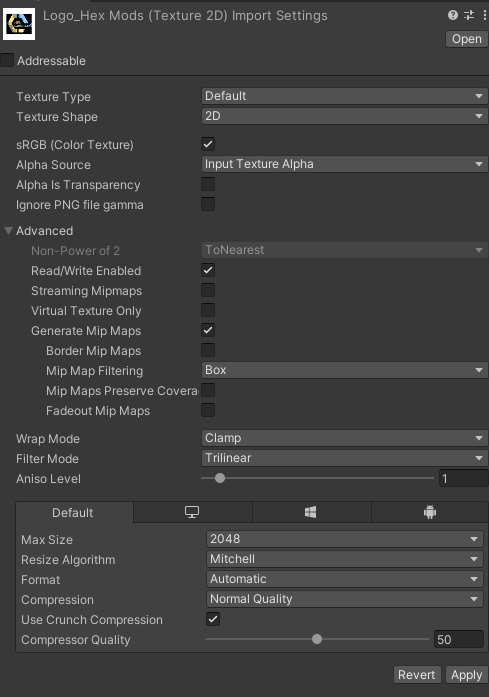 Logo_Hex Mods (Texture 2D) Import Settings
Open
Addressable
Texture Type Default
Texture Shape 2D
sRGB (Color Texture)
Alpha Source Input Texture Alpha
Alpha Is Transparency
Ignore PNG file gamma
Advanced
Non-Power of 2 ToNearest
Read/Write Enabled
Streaming Mipmaps
Virtual Texture Only
Generate Mip Maps
Border Mip Maps
Mip Map Filtering Box
Mip Maps Preserve Covera
Fadeout Mip Maps
Wrap Mode Clamp
Filter Mode Trilinear
Aniso Level 1
Default
Max Size 2048
Resize Algorithm Mitchell
Format Automatic
Compression Normal Quality
Use Crunch Compression
Compressor Quality 50
Revert Apply